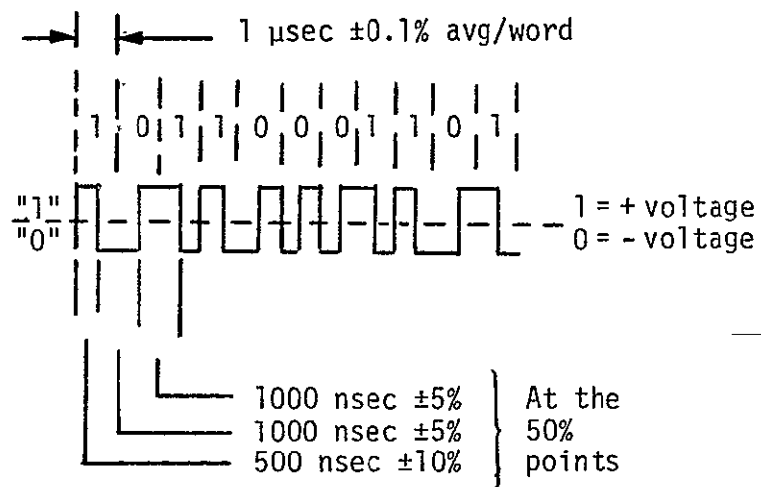 1 µsec ±0.1% avg/word
1 0 1 1 0 0 0 1 1 0 1
"1"
"0"
1 = + voltage
0 = - voltage
1000 nsec ±5%
1000 nsec ±5%
500 nsec ±10%
At the
50%
points